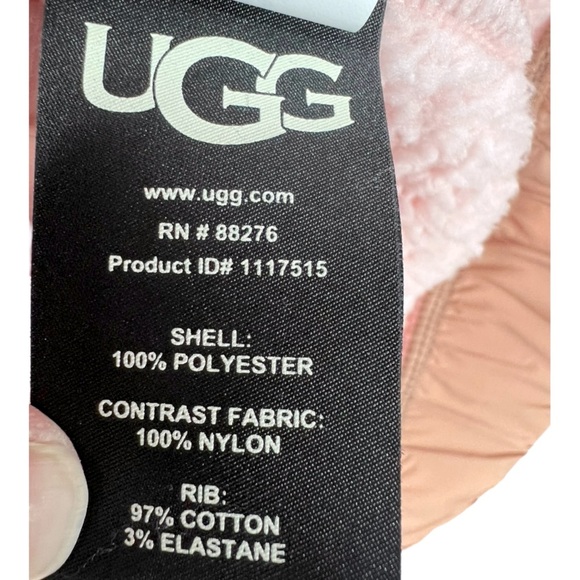 UGG
www.ugg.com
RN # 88276
Product ID# 1117515
SHELL:
100% POLYESTER
CONTRAST FABRIC:
100% NYLON
RIB:
97% COTTON
3% ELASTANE